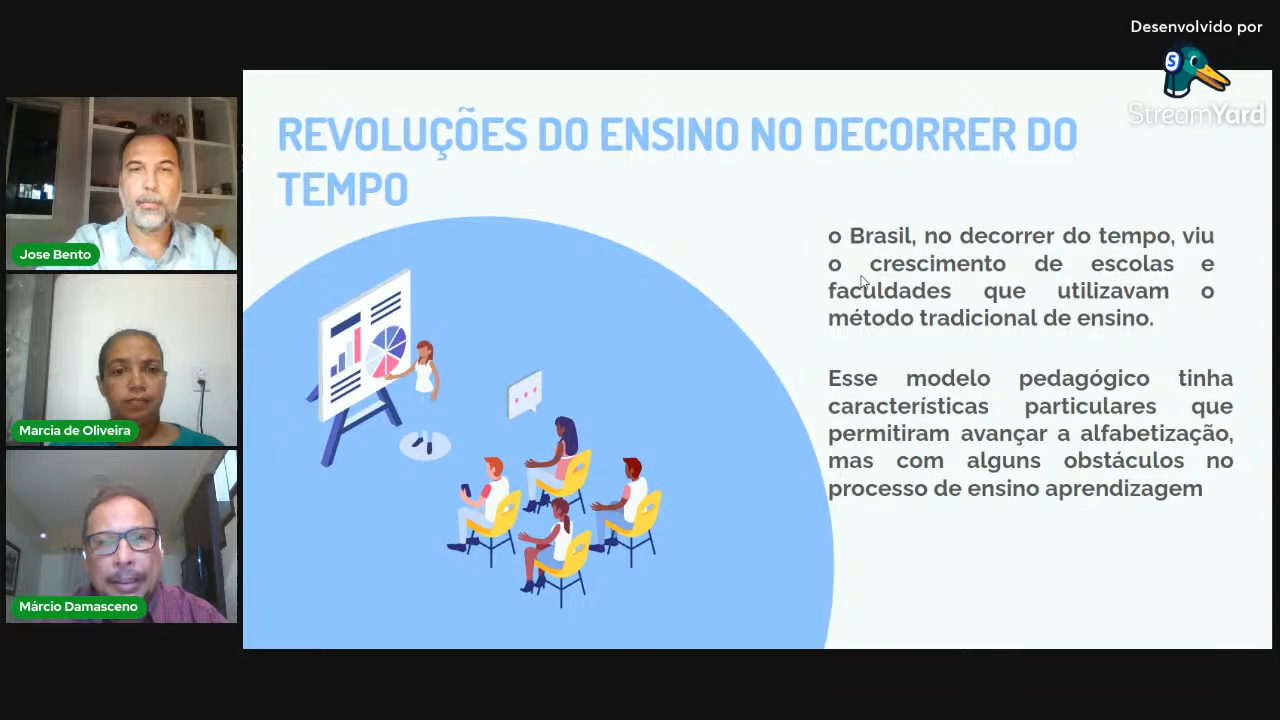 Desenvolvido por
StreamYard
REVOLUÇÕES DO ENSINO NO DECORRER DO
TEMPO
o Brasil, no decorrer do tempo, viu
o crescimento de escolas e
faculdades que utilizavam o
método tradicional de ensino.
Esse modelo pedagógico tinha
características particulares que
permitiram avançar a alfabetização,
mas com alguns obstáculos no
processo de ensino aprendizagem
Jose Bento
Marcia de Oliveira
Márcio Damasceno